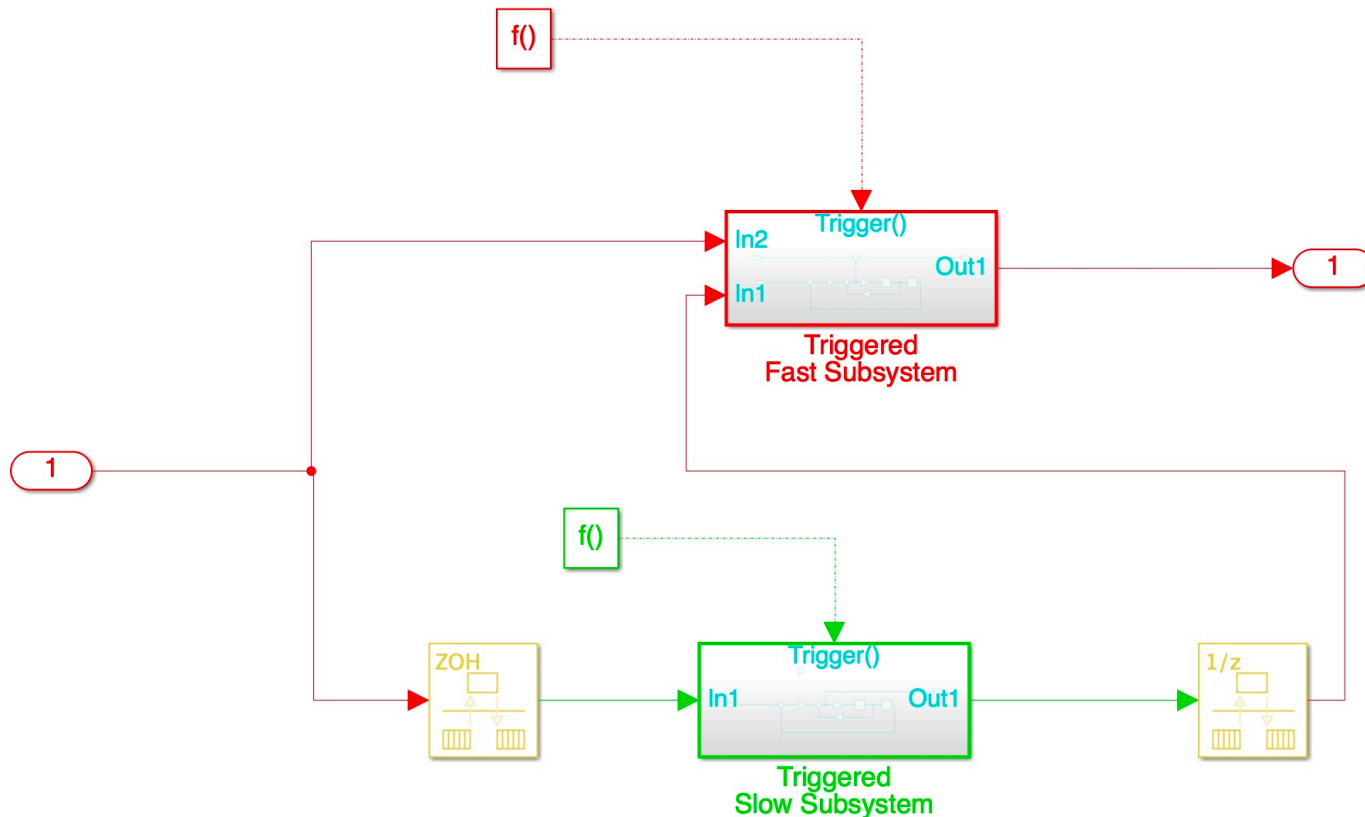 f()
Trigger()
In2
Out1
In1
1
Triggered
Fast Subsystem
1
f()
ZOH
Trigger()
In1
Out1
1/z
Triggered
Slow Subsystem